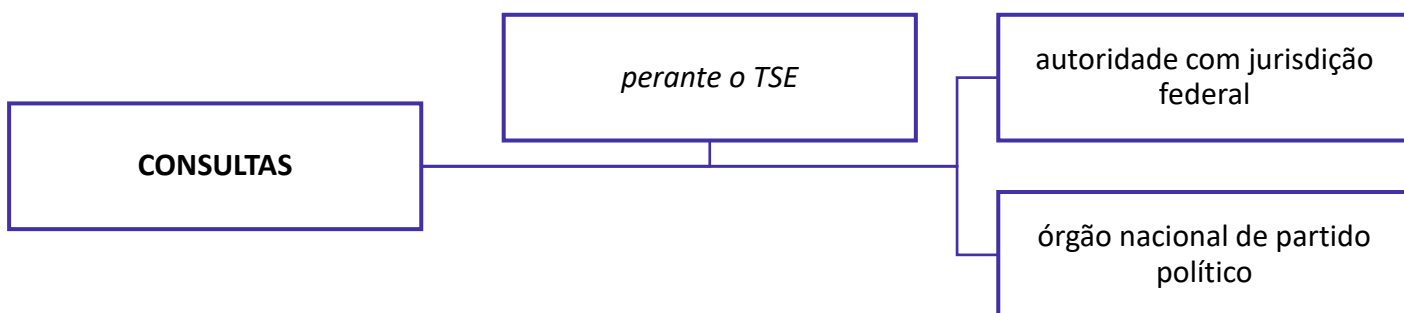 CONSULTAS
perante o TSE
autoridade com jurisdição
federal
órgão nacional de partido
político